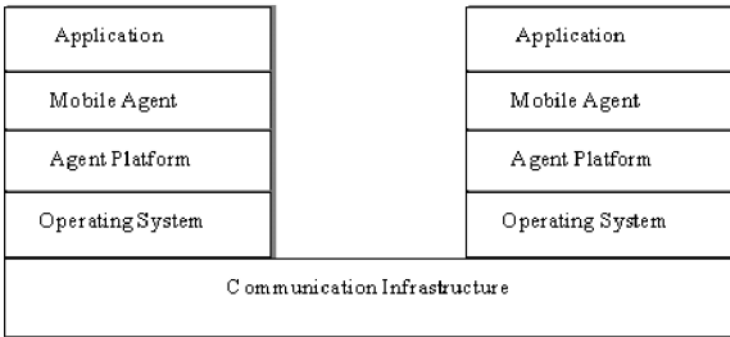 Application
Mobile Agent
Agent Platform
Operating System
Application
Mobile Agent
Agent Platform
Operating System
Communication Infrastructure